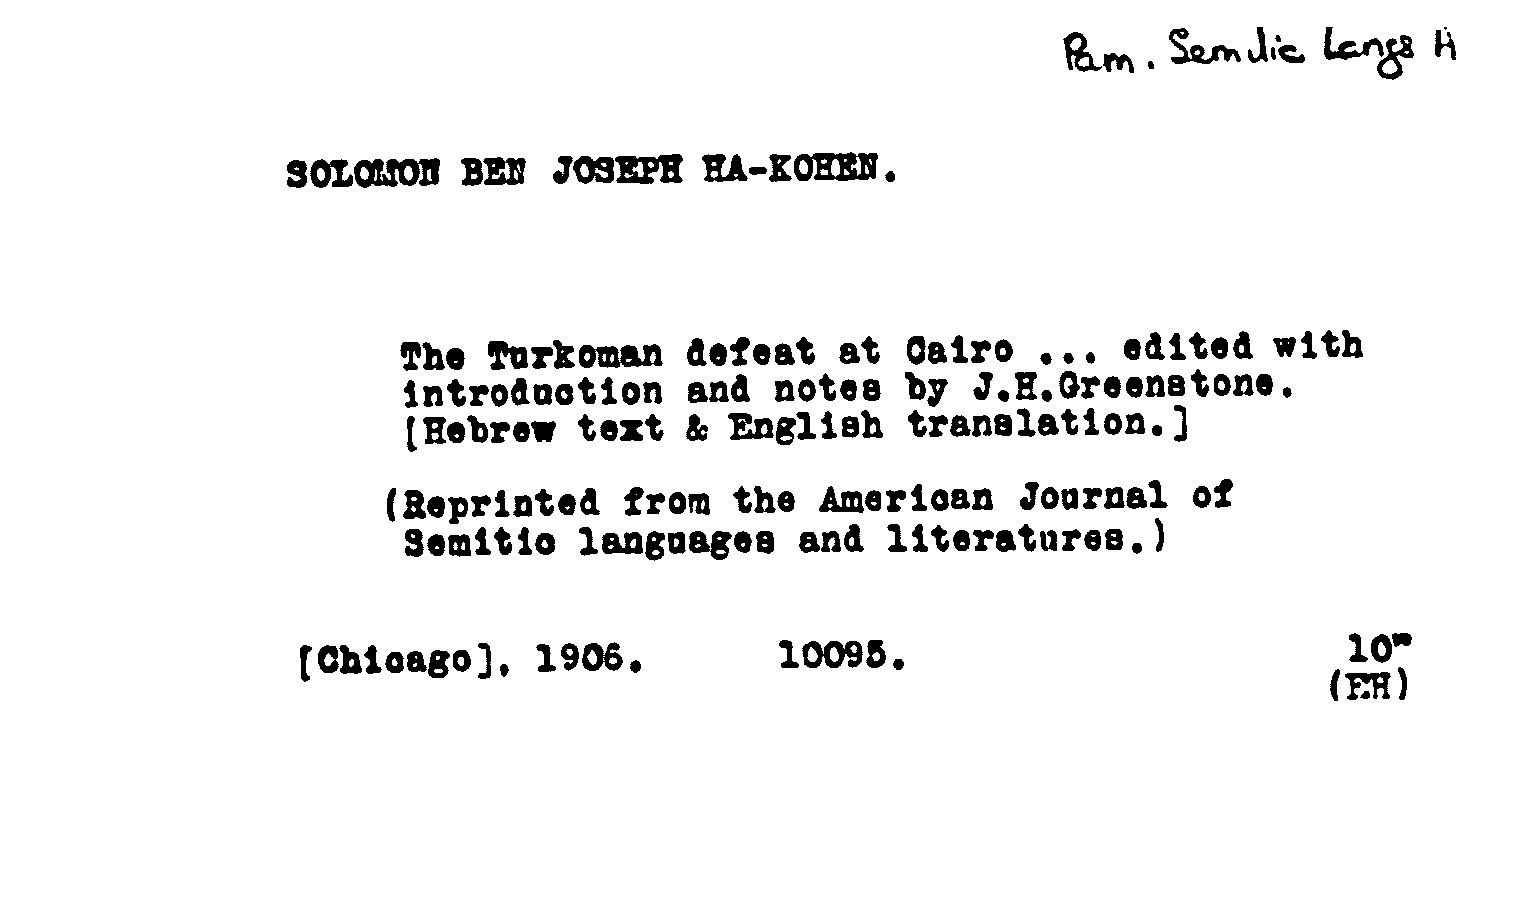 Pam. Semitic Langs A
SOLOMON BEN JOSEPH HA-KOHEN.
The Turkoman defeat at Cairo ... edited with
introduction and notes by J.H.Greenstone.
[Hebrew text & English translation.]
(Reprinted from the American Journal of
Semitic languages and literatures.)
[Chicago], 1906. 10095. 10"
(EH)